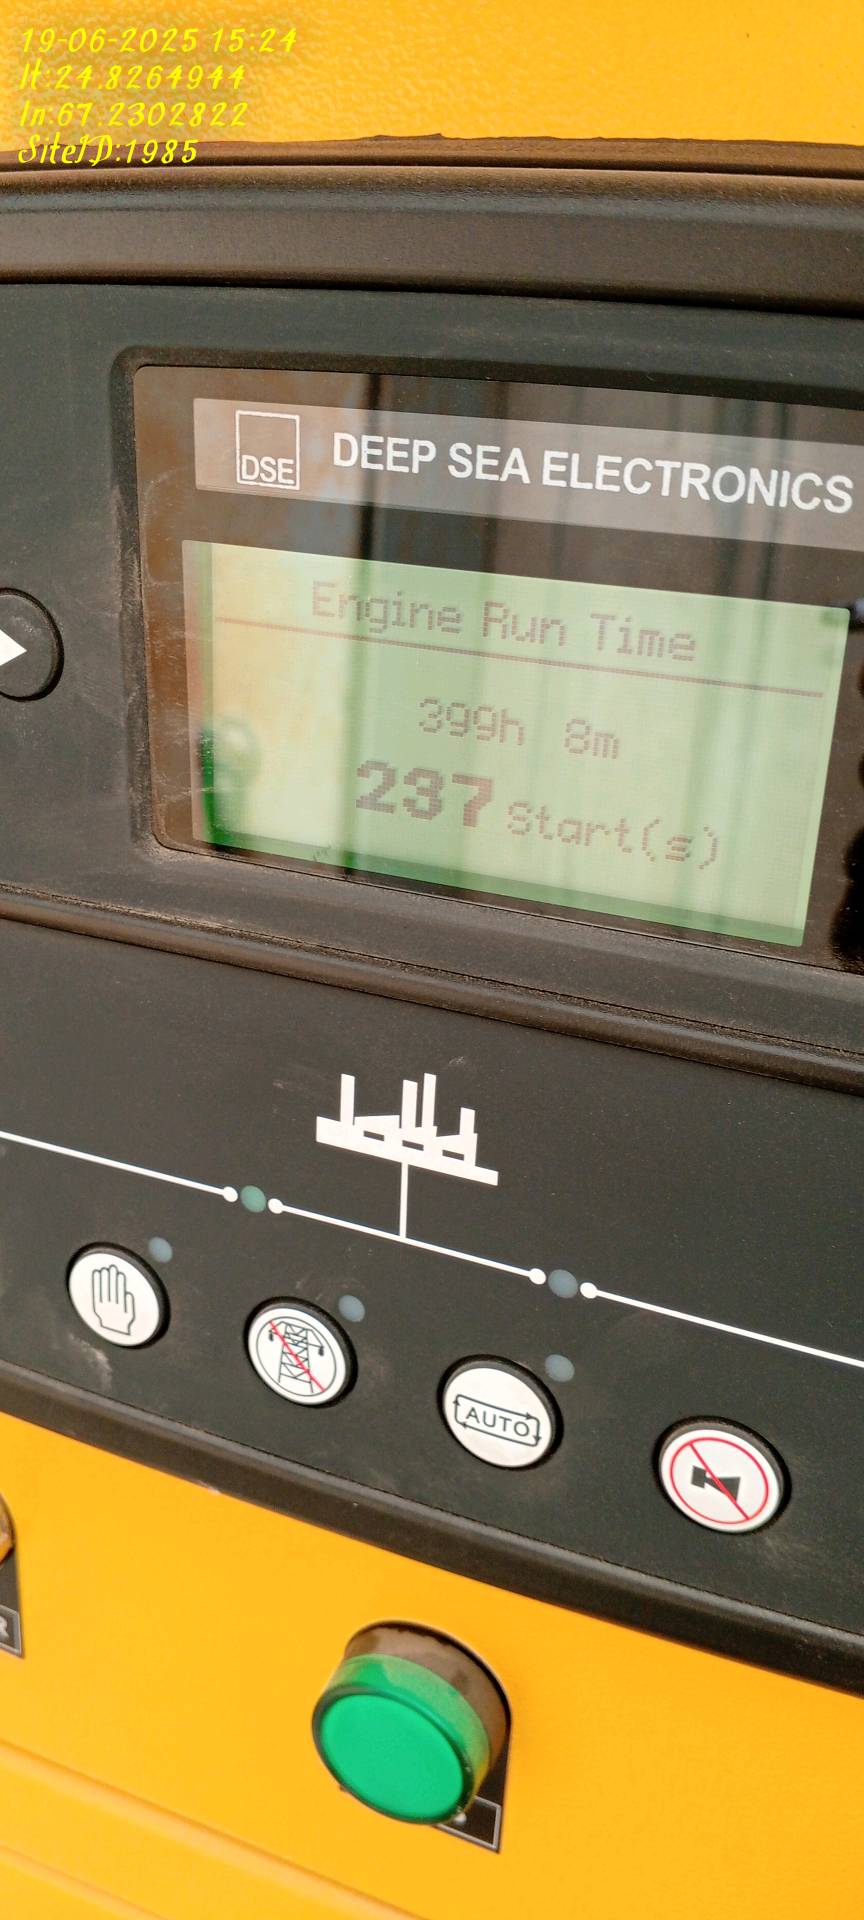 19-06-2025 15:24
lt:24.8264944
ln:67.2302822
SiteID:1985
DSE DEEP SEA ELECTRONICS
Engine Run Time
399h 8m
237 Start(s)
AUTO
R